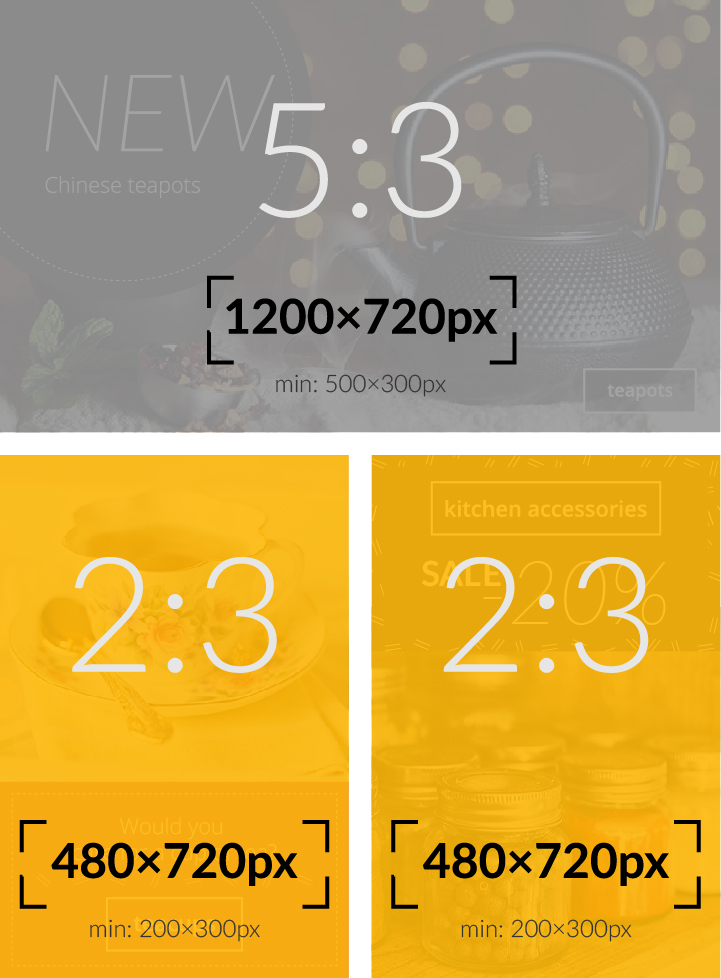 NEW
Chinese teapots
5:3
1200×720px
min: 500×300px
teapots
kitchen accessories
SALE -20%
2:3
2:3
Would you
480×720px
480×720px
min: 200×300px
min: 200×300px